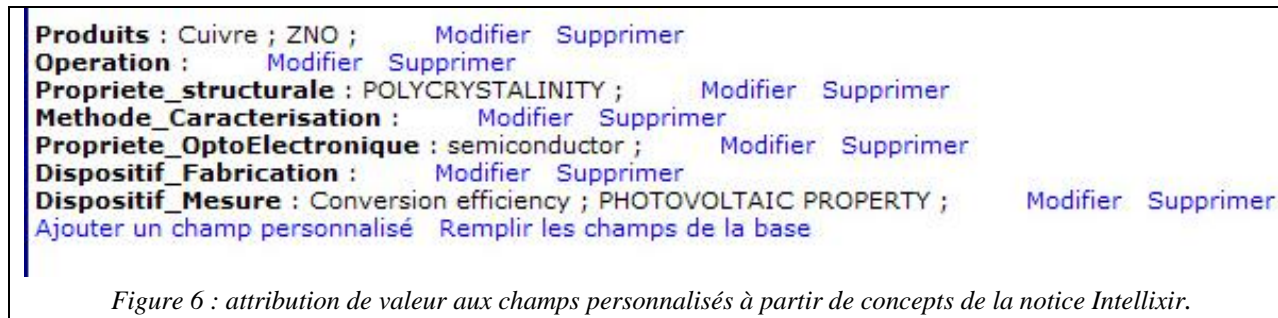 Produits : Cuivre ; ZNO ; Modifier Supprimer
Operation : Modifier Supprimer
Propriete_structurale : POLYCRYSTALINITY ; Modifier Supprimer
Methode_Caracterisation : Modifier Supprimer
Propriete_OptoElectronique : semiconductor ; Modifier Supprimer
Dispositif_Fabrication : Modifier Supprimer
Dispositif_Mesure : Conversion efficiency ; PHOTOVOLTAIC PROPERTY ; Modifier Supprimer
Ajouter un champ personnalisé Remplir les champs de la base
Figure 6 : attribution de valeur aux champs personnalisés à partir de concepts de la notice Intellixir.